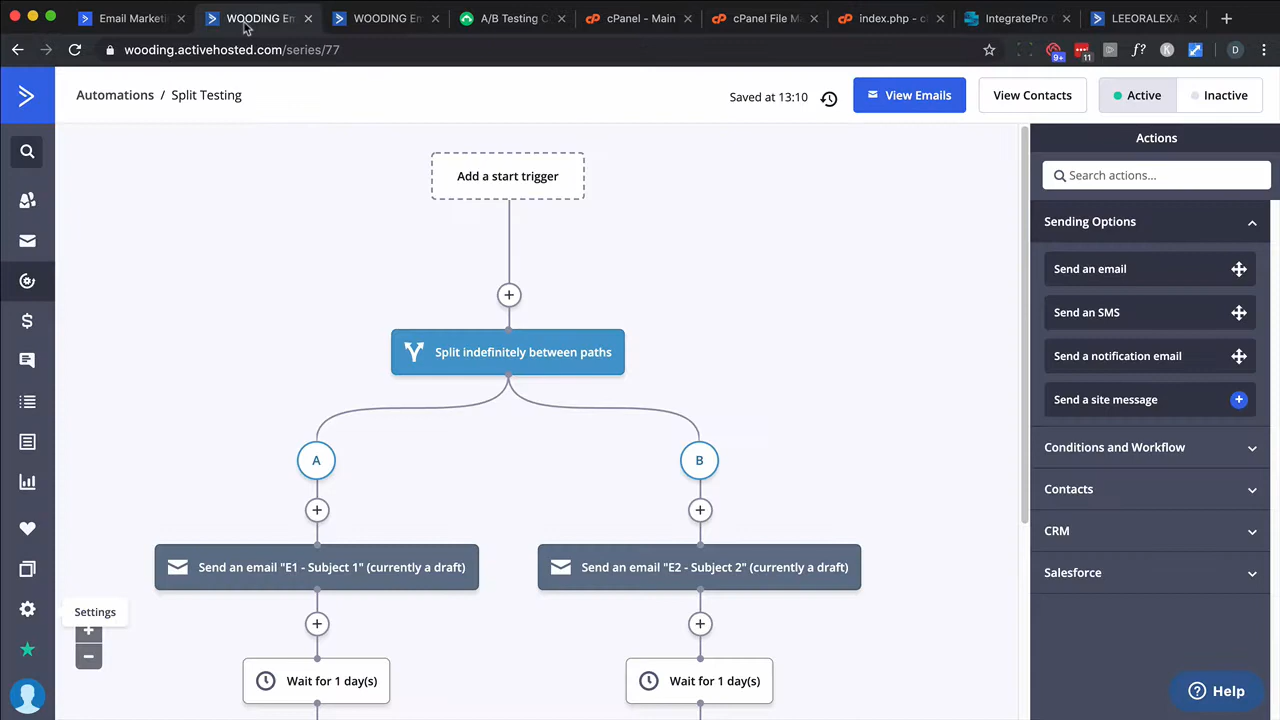 Email Marketi
WOODING Em
WOODING Em
A/B Testing C
cPanel - Main
cPanel File M
index.php - c
IntegratePro
LEEORALEXA
wooding.activehosted.com/series/77
9+
11
f?
K
D
Automations / Split Testing
Saved at 13:10
View Emails
View Contacts
Active
Inactive
Actions
Search actions...
Sending Options
Send an email
Send an SMS
Send a notification email
Send a site message
Conditions and Workflow
Contacts
CRM
Salesforce
Add a start trigger
Split indefinitely between paths
A
B
Send an email "E1 - Subject 1" (currently a draft)
Send an email "E2 - Subject 2" (currently a draft)
Wait for 1 day(s)
Wait for 1 day(s)
Settings
Help